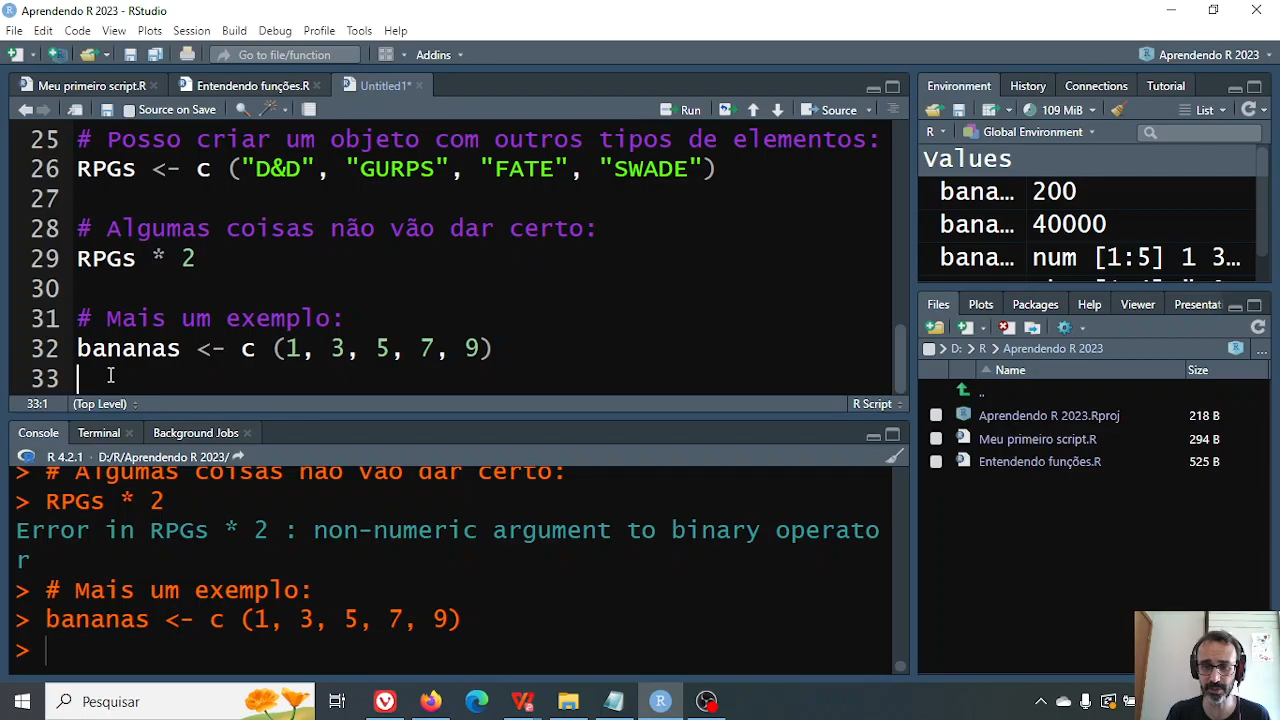 Aprendendo R 2023 - RStudio
File Edit Code View Plots Session Build Debug Profile Tools Help
Go to file/function
Addins
Aprendendo R 2023
Meu primeiro script.R
Entendendo funções.R
Untitled1*
Source on Save
Run
Source
25 # Posso criar um objeto com outros tipos de elementos:
26 RPGs <- c ("D&D", "GURPS", "FATE", "SWADE")
27
28 # Algumas coisas não vão dar certo:
29 RPGs * 2
30
31 # Mais um exemplo:
32 bananas <- c (1, 3, 5, 7, 9)
33
33:1 (Top Level) R Script
Console Terminal Background Jobs
R 4.2.1 · D:/R/Aprendendo R 2023/
> # Algumas coisas não vão dar certo:
> RPGs * 2
Error in RPGs * 2 : non-numeric argument to binary operato
r
> # Mais um exemplo:
> bananas <- c (1, 3, 5, 7, 9)
>
Environment History Connections Tutorial
109 MiB
List
R Global Environment
Values
bana… 200
bana… 40000
bana… num [1:5] 1 3…
Files Plots Packages Help Viewer Presentati
D: R Aprendendo R 2023
Name Size
..
Aprendendo R 2023.Rproj 218 B
Meu primeiro script.R 294 B
Entendendo funções.R 525 B
Pesquisar